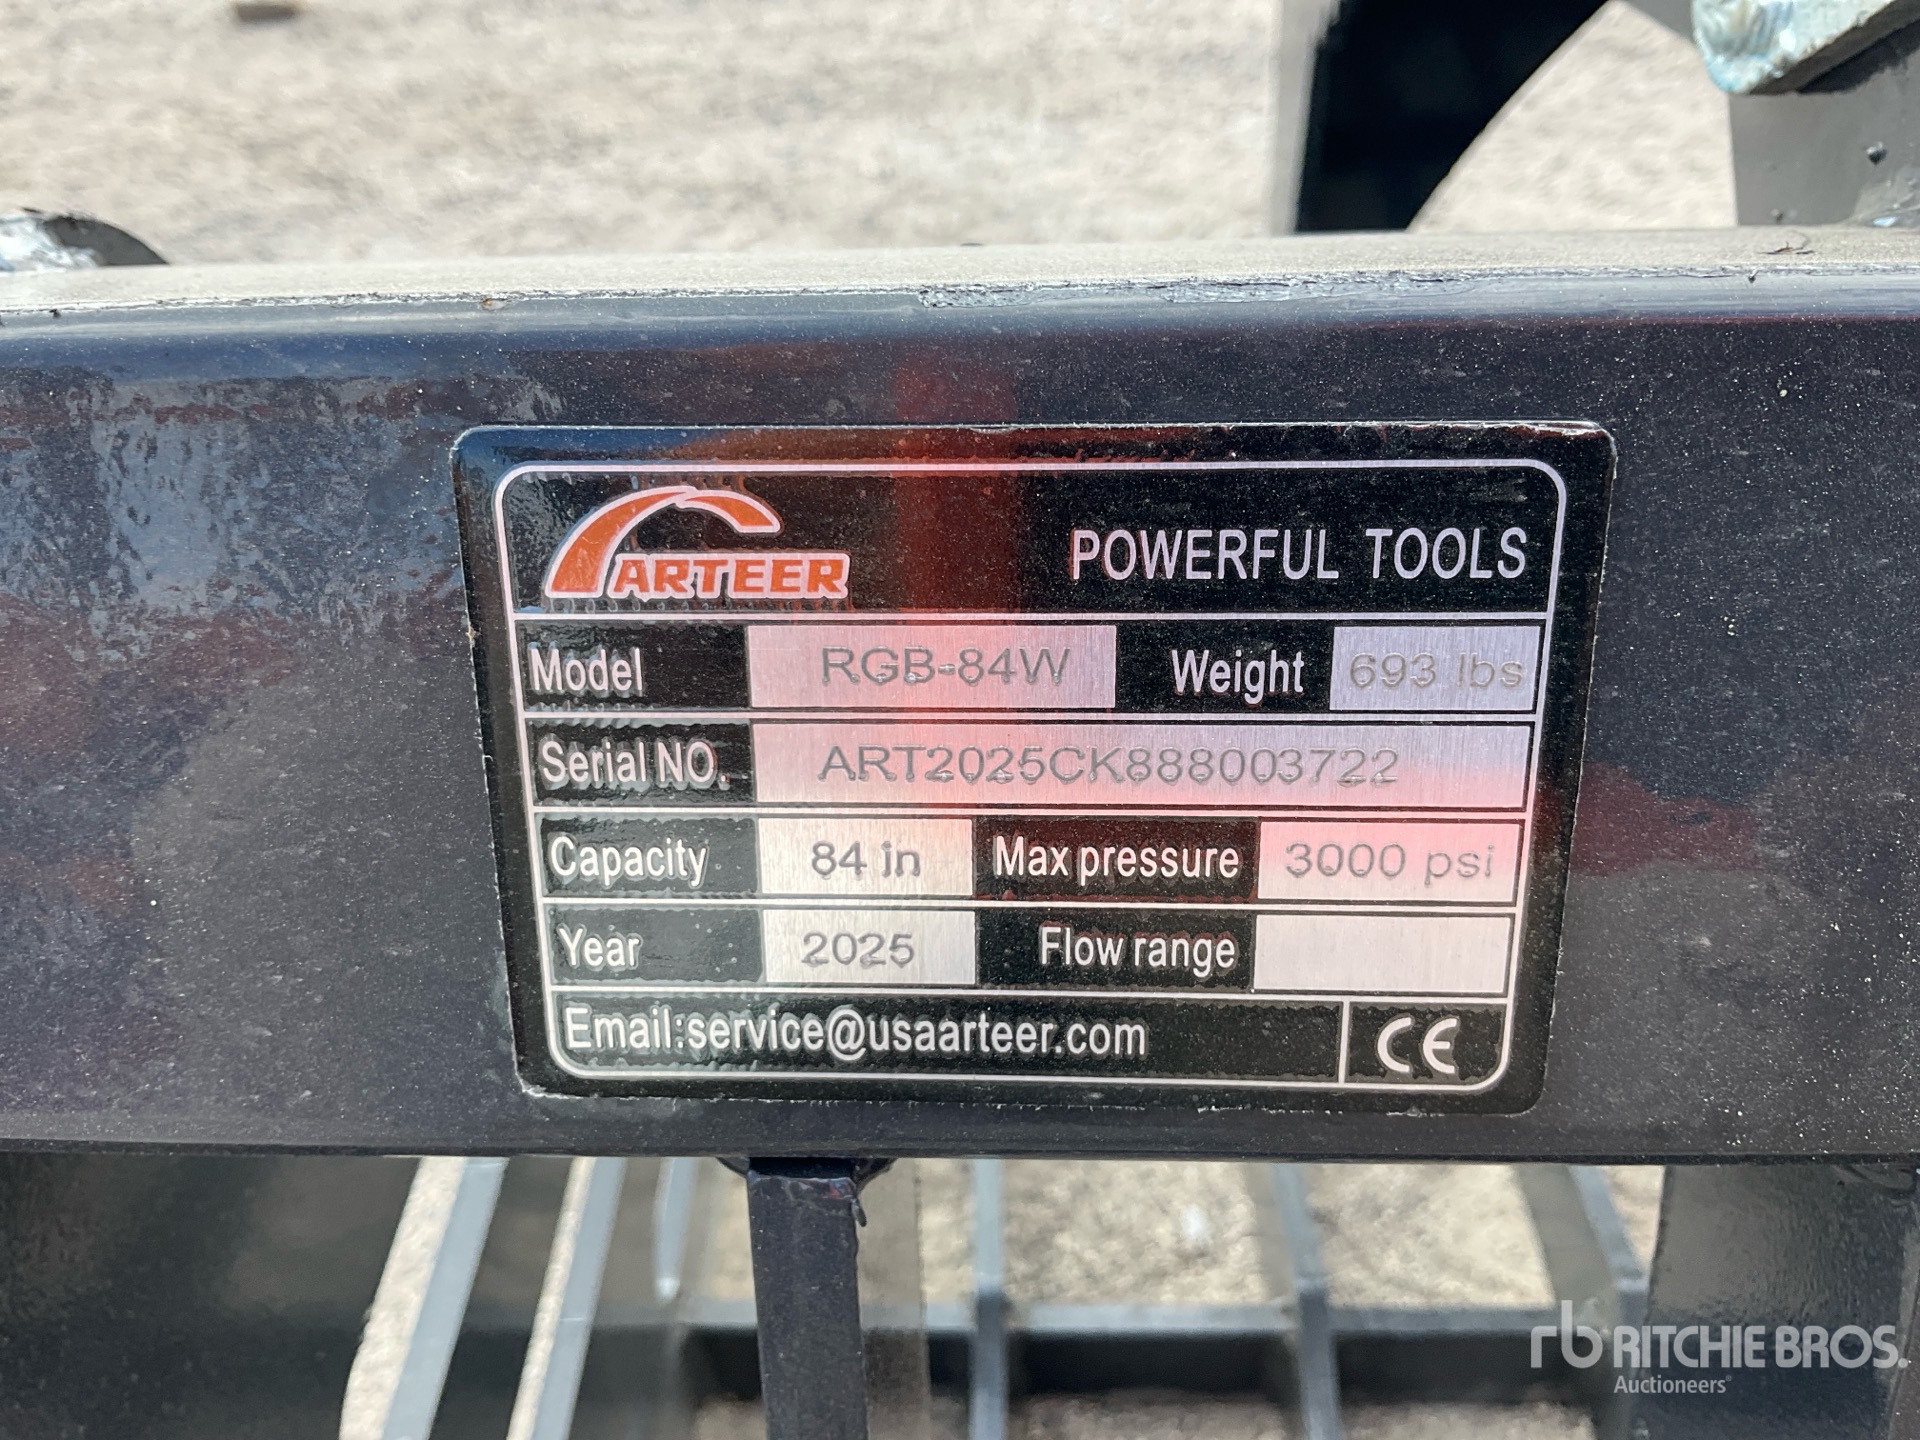 ARTEER POWERFUL TOOLS
Model RGB-84W Weight 693 lbs
Serial NO. ART2025CK888003722
Capacity 84 in Max pressure 3000 psi
Year 2025 Flow range
Email:service@usaarteer.com CE
rb RITCHIE BROS.
Auctioneers